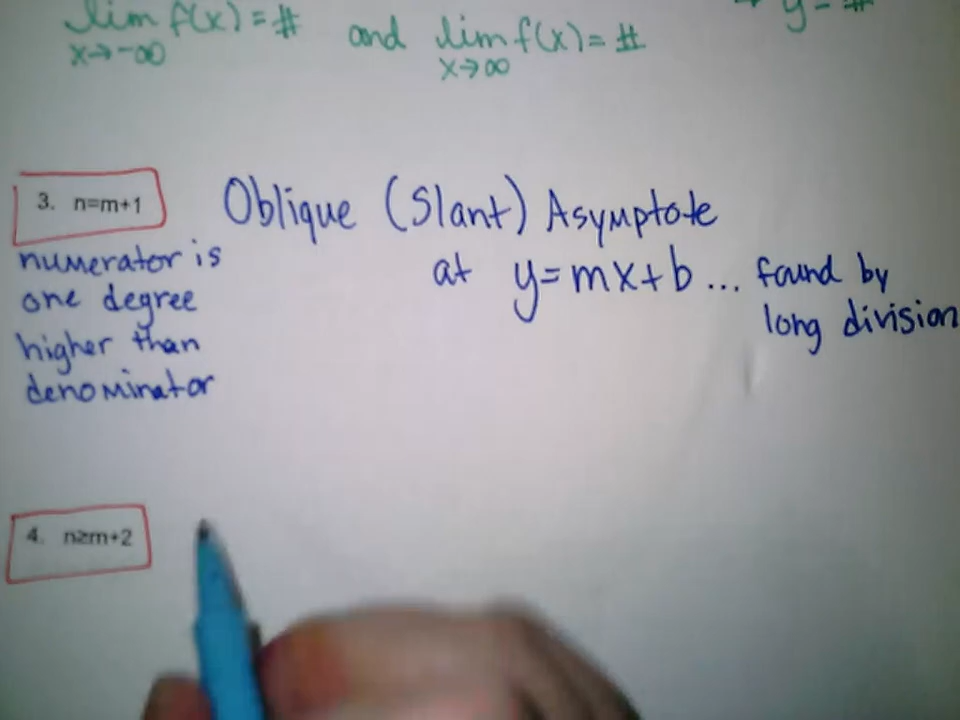 lim f(x) = # and lim f(x) = # → y = #
x→-∞ x→∞
3. n=m+1 Oblique (Slant) Asymptote
numerator is at y=mx+b ... found by
one degree long division
higher than
denominator
4. n≥m+2